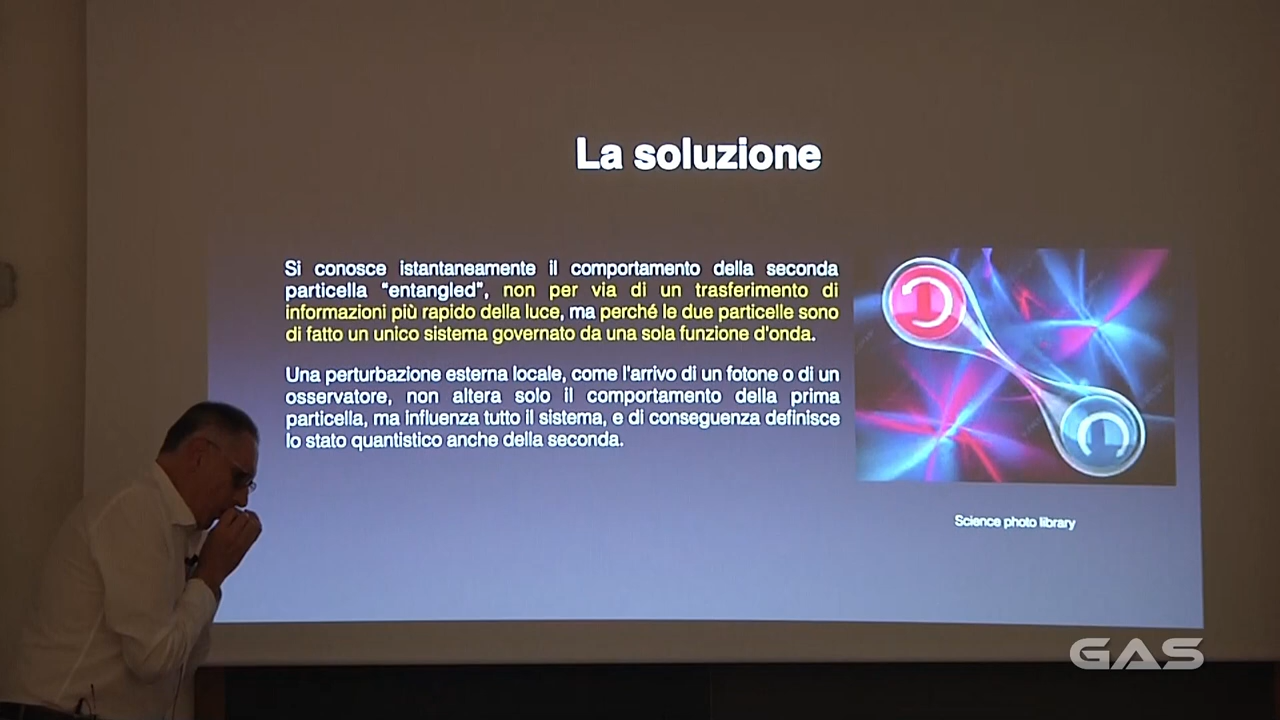 La soluzione
Si conosce istantaneamente il comportamento della seconda
particella “entangled”, non per via di un trasferimento di
informazioni più rapido della luce, ma perché le due particelle sono
di fatto un unico sistema governato da una sola funzione d'onda.
Una perturbazione esterna locale, come l'arrivo di un fotone o di un
osservatore, non altera solo il comportamento della prima
particella, ma influenza tutto il sistema, e di conseguenza definisce
lo stato quantistico anche della seconda.
Science photo library
GAS